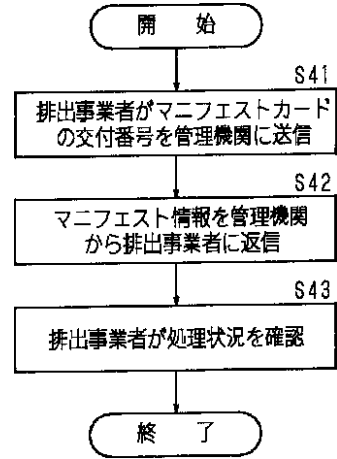 開 始
S41
排出事業者がマニフェストカード
の交付番号を管理機関に送信
S42
マニフェスト情報を管理機関
から排出事業者に返信
S43
排出事業者が処理状況を確認
終 了